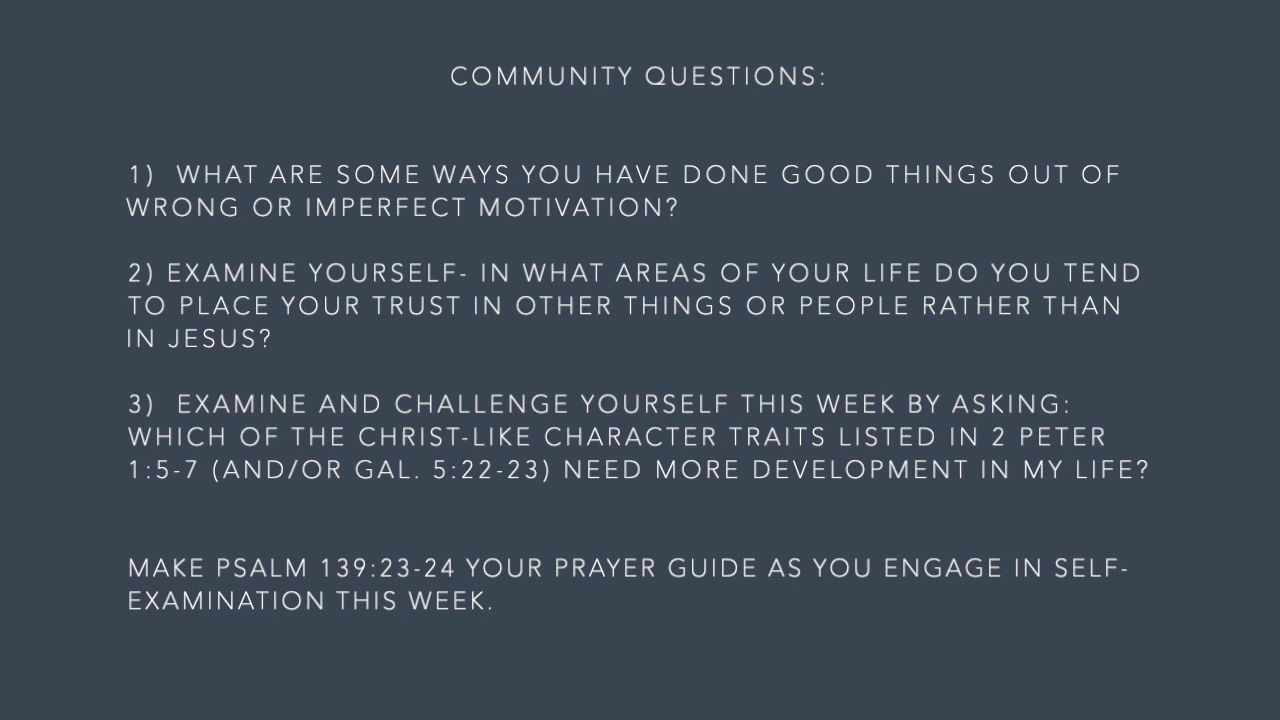 COMMUNITY QUESTIONS:
1) WHAT ARE SOME WAYS YOU HAVE DONE GOOD THINGS OUT OF
WRONG OR IMPERFECT MOTIVATION?
2) EXAMINE YOURSELF- IN WHAT AREAS OF YOUR LIFE DO YOU TEND
TO PLACE YOUR TRUST IN OTHER THINGS OR PEOPLE RATHER THAN
IN JESUS?
3) EXAMINE AND CHALLENGE YOURSELF THIS WEEK BY ASKING:
WHICH OF THE CHRIST-LIKE CHARACTER TRAITS LISTED IN 2 PETER
1:5-7 (AND/OR GAL. 5:22-23) NEED MORE DEVELOPMENT IN MY LIFE?
MAKE PSALM 139:23-24 YOUR PRAYER GUIDE AS YOU ENGAGE IN SELF-
EXAMINATION THIS WEEK.